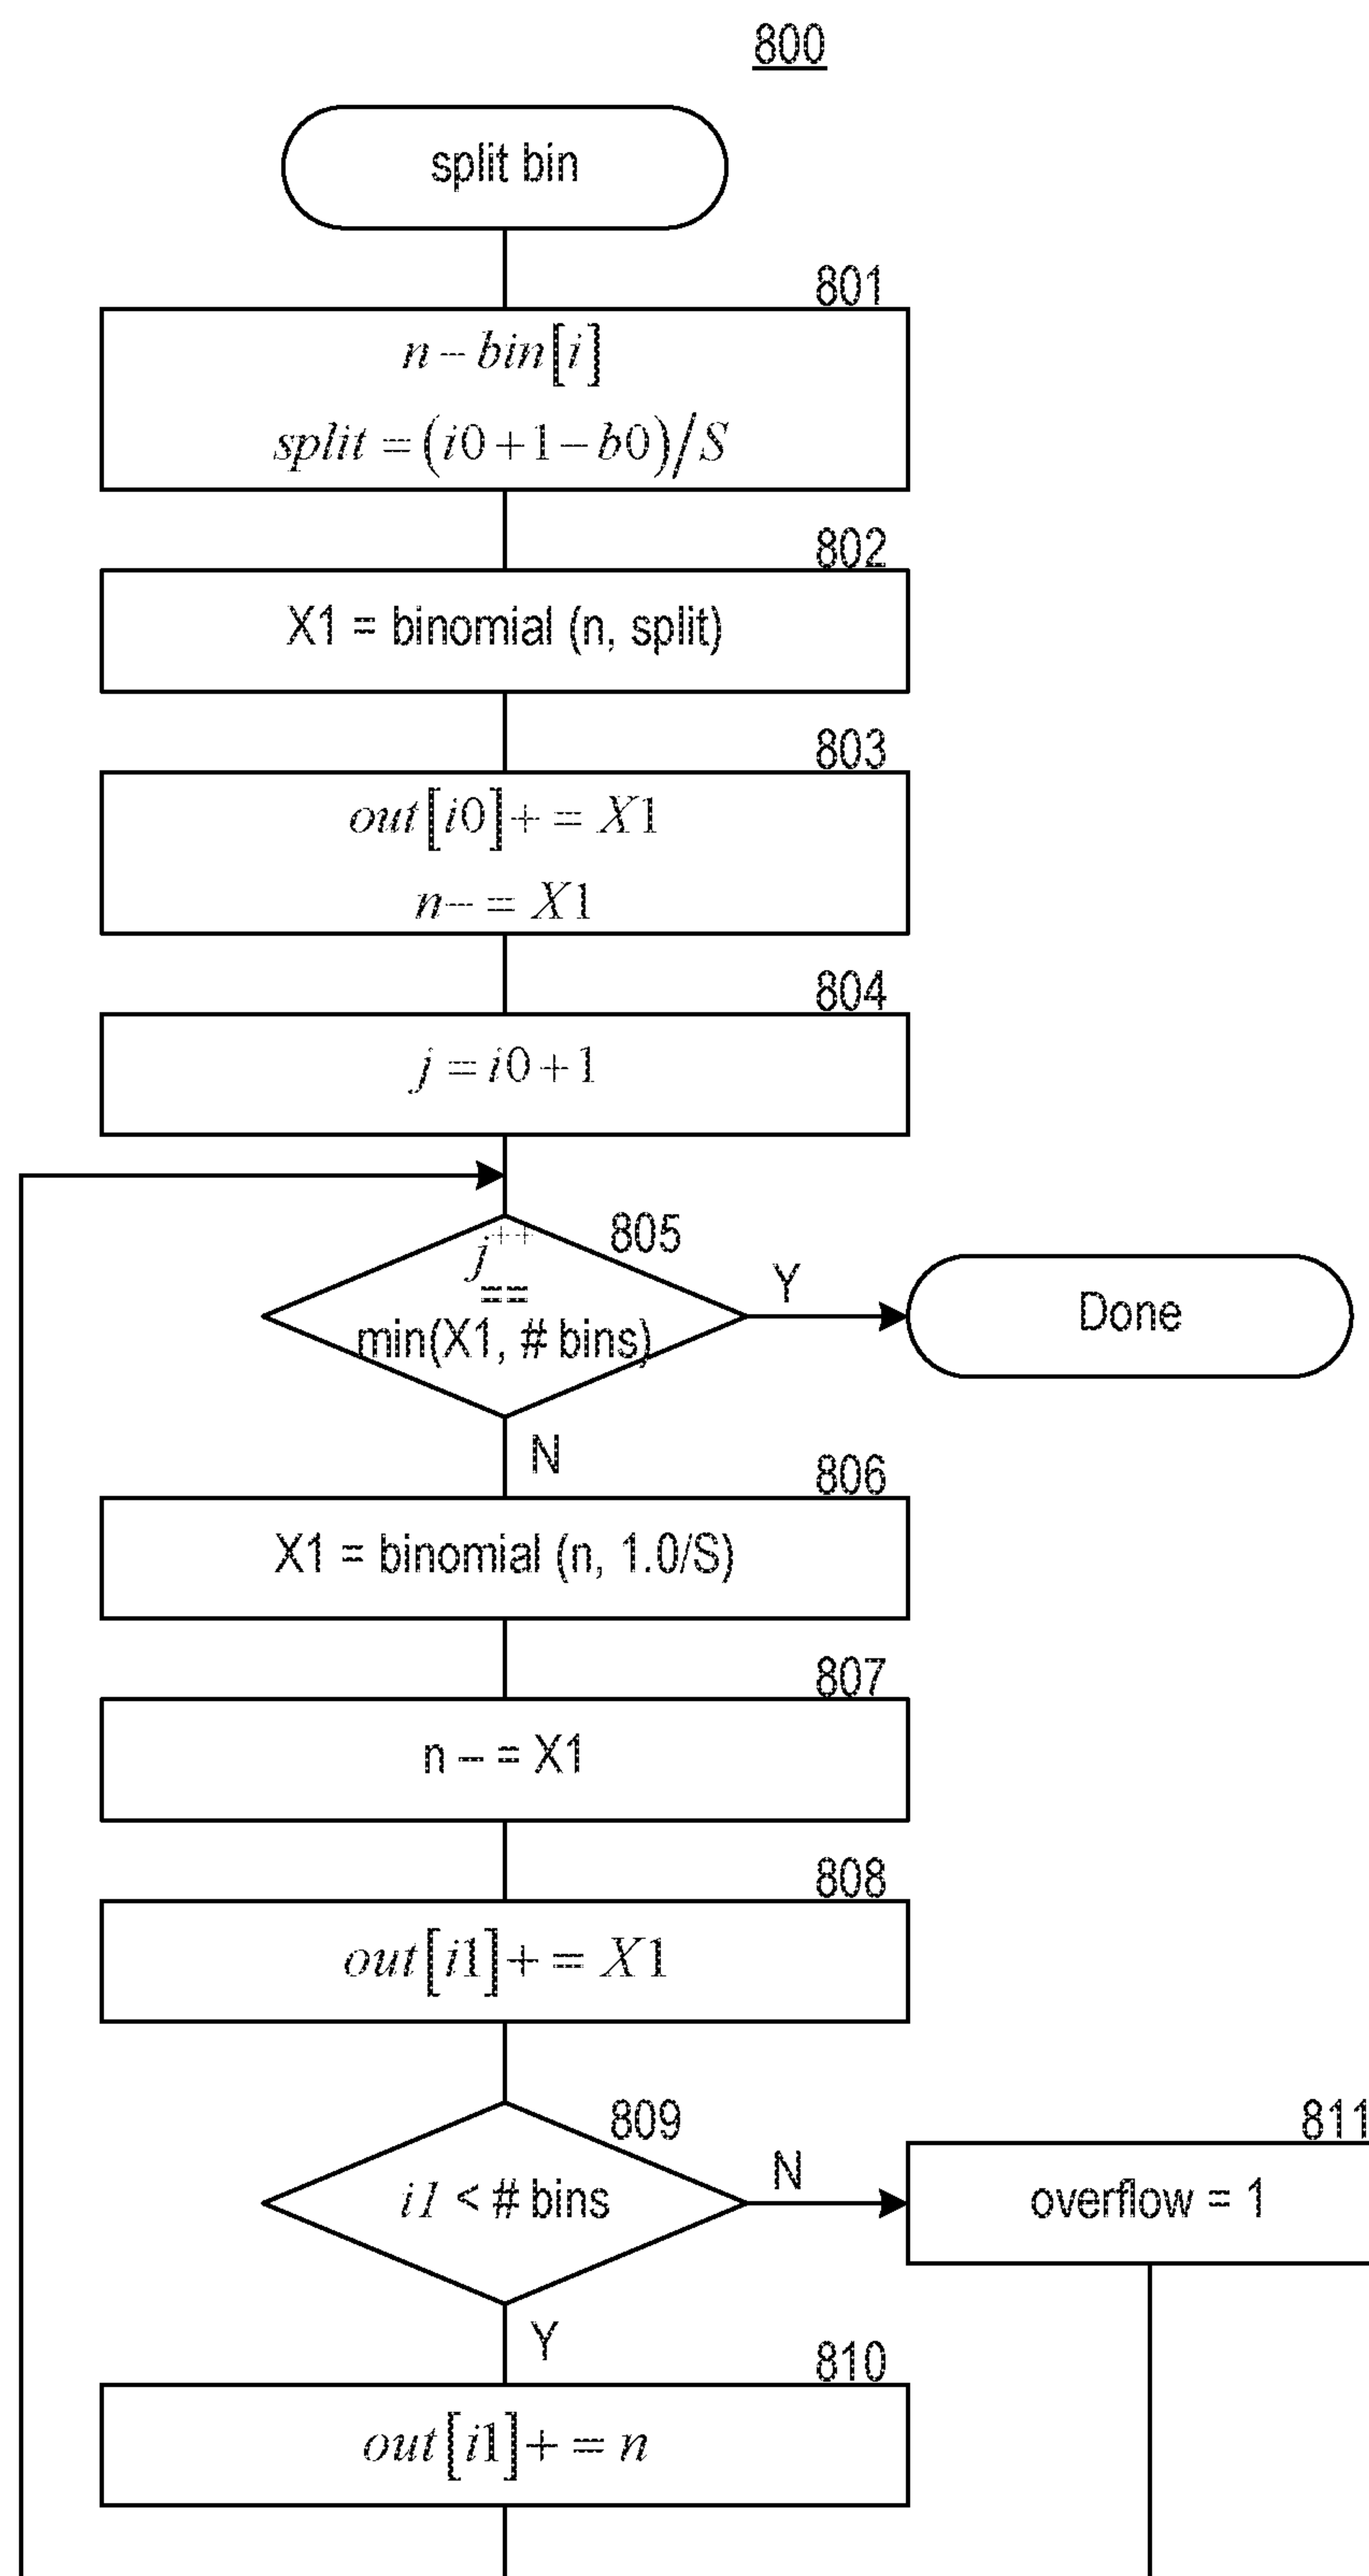 800
split bin
801
n – bin[i]
split = (i0+1–b0)/S
802
X1 = binomial (n, split)
803
out[i0]+ = X1
n– = X1
804
j = i0+1
805
j++
==
min(X1, # bins)
Y
Done
N
806
X1 = binomial (n, 1.0/S)
807
n – = X1
808
out[i1]+ = X1
809
i1 < # bins
N
811
overflow = 1
Y
810
out[i1]+ = n